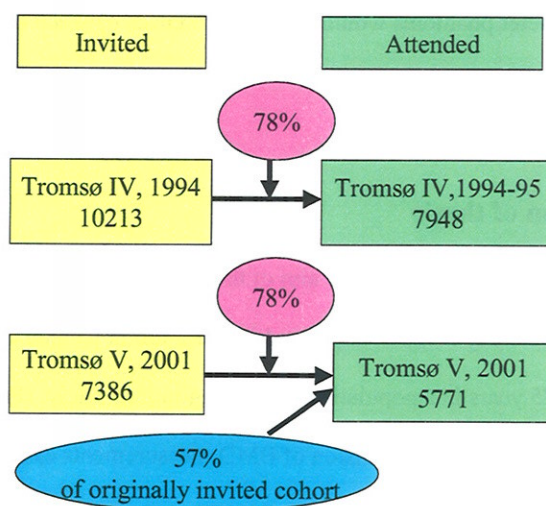 Invited
Attended
78%
Tromsø IV, 1994
10213
Tromsø IV,1994-95
7948
78%
Tromsø V, 2001
7386
Tromsø V, 2001
5771
57%
of originally invited cohort